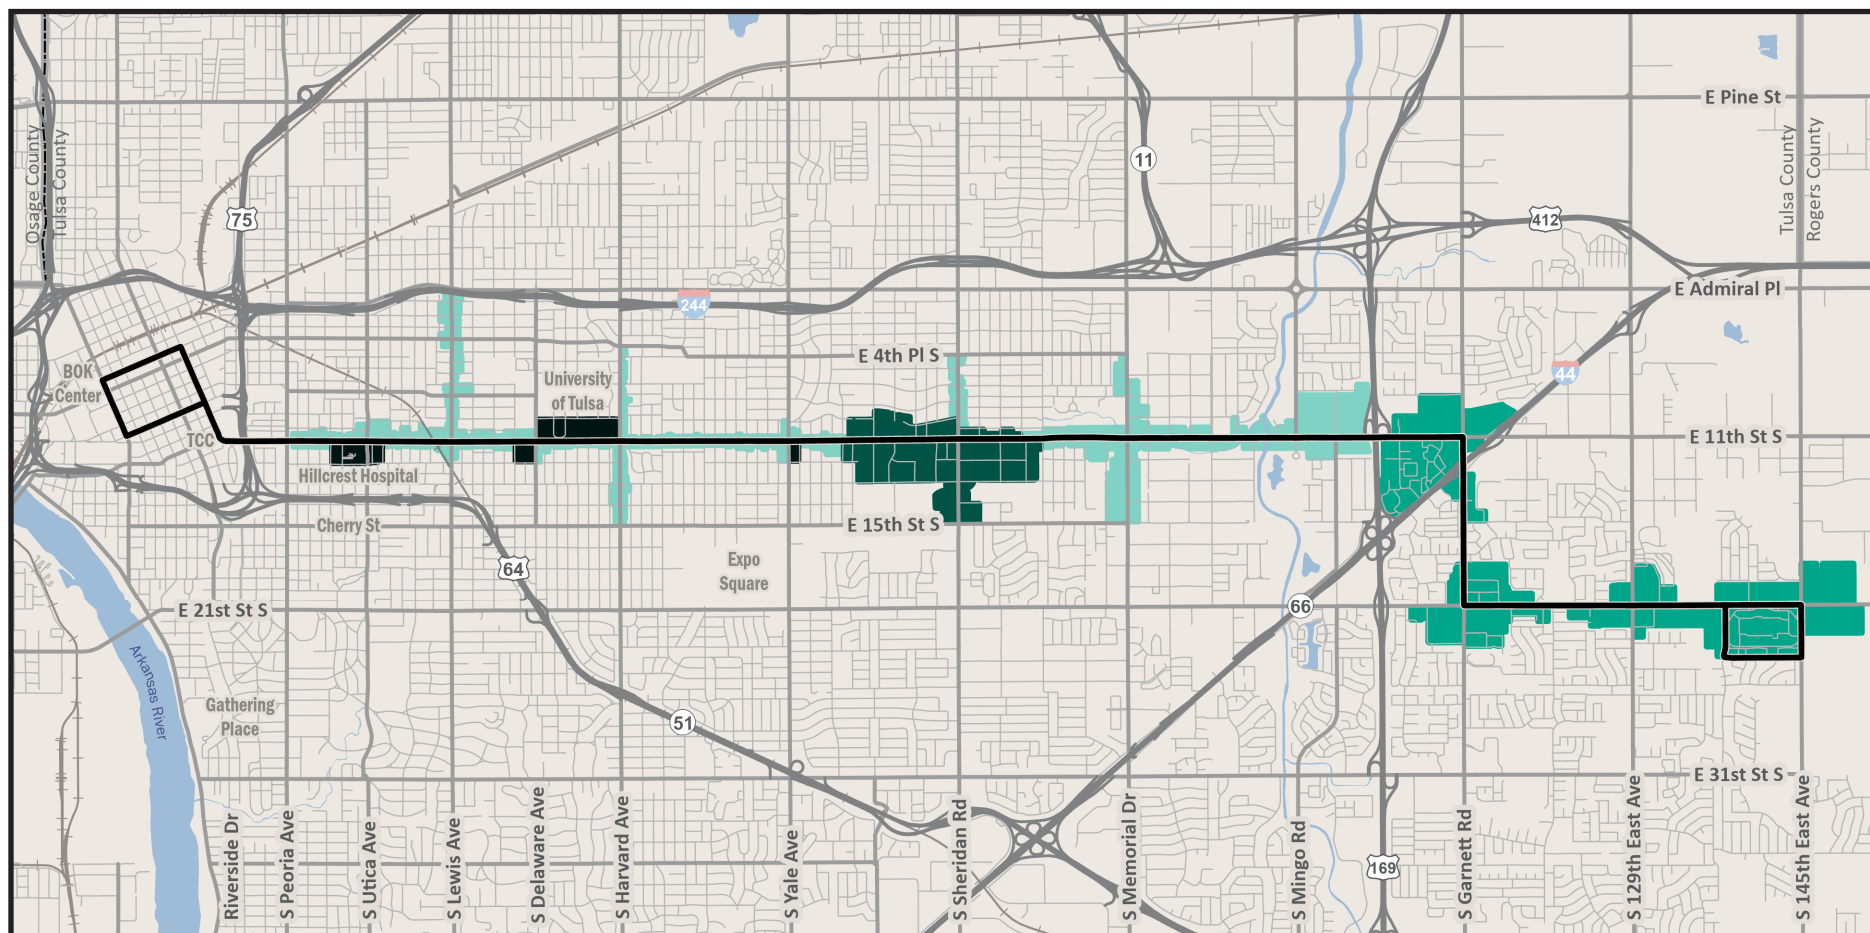 E Pine St
Osage County
Tulsa County
Tulsa County
Rogers County
11
75
412
E Admiral Pl
244
E 4th Pl S
BOK
Center
University
of Tulsa
44
TCC
E 11th St S
Hillcrest Hospital
Cherry St
E 15th St S
64
Expo
Square
E 21st St S
66
Arkansas River
Gathering
Place
51
E 31st St S
169
Riverside Dr
S Peoria Ave
S Utica Ave
S Lewis Ave
S Delaware Ave
S Harvard Ave
S Yale Ave
S Sheridan Rd
S Memorial Dr
S Mingo Rd
S Garnett Rd
S 129th East Ave
S 145th East Ave